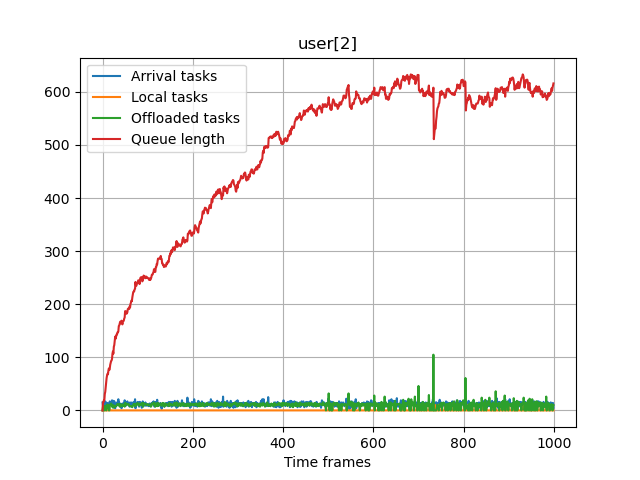 user[2]
Arrival tasks
Local tasks
Offloaded tasks
Queue length
600
500
400
300
200
100
0
0 200 400 600 800 1000
Time frames